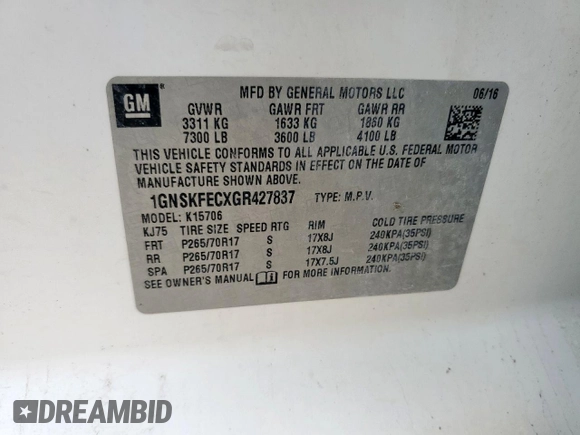 GM
MFD BY GENERAL MOTORS LLC 06/16
GVWR GAWR FRT GAWR RR
3311 KG 1633 KG 1860 KG
7300 LB 3600 LB 4100 LB
THIS VEHICLE CONFORMS TO ALL APPLICABLE U.S. FEDERAL MOTOR
VEHICLE SAFETY STANDARDS IN EFFECT ON THE DATE OF
MANUFACTURE SHOWN ABOVE.
1GNSKFECXGR427837 TYPE: M.P.V.
MODEL: K15706
KJ75 TIRE SIZE SPEED RTG RIM COLD TIRE PRESSURE
FRT P265/70R17 S 17X8J 240KPA(35PSI)
RR P265/70R17 S 17X8J 240KPA(35PSI)
SPA P265/70R17 S 17X7.5J 240KPA(35PSI)
SEE OWNER'S MANUAL FOR MORE INFORMATION.
DREAMBID